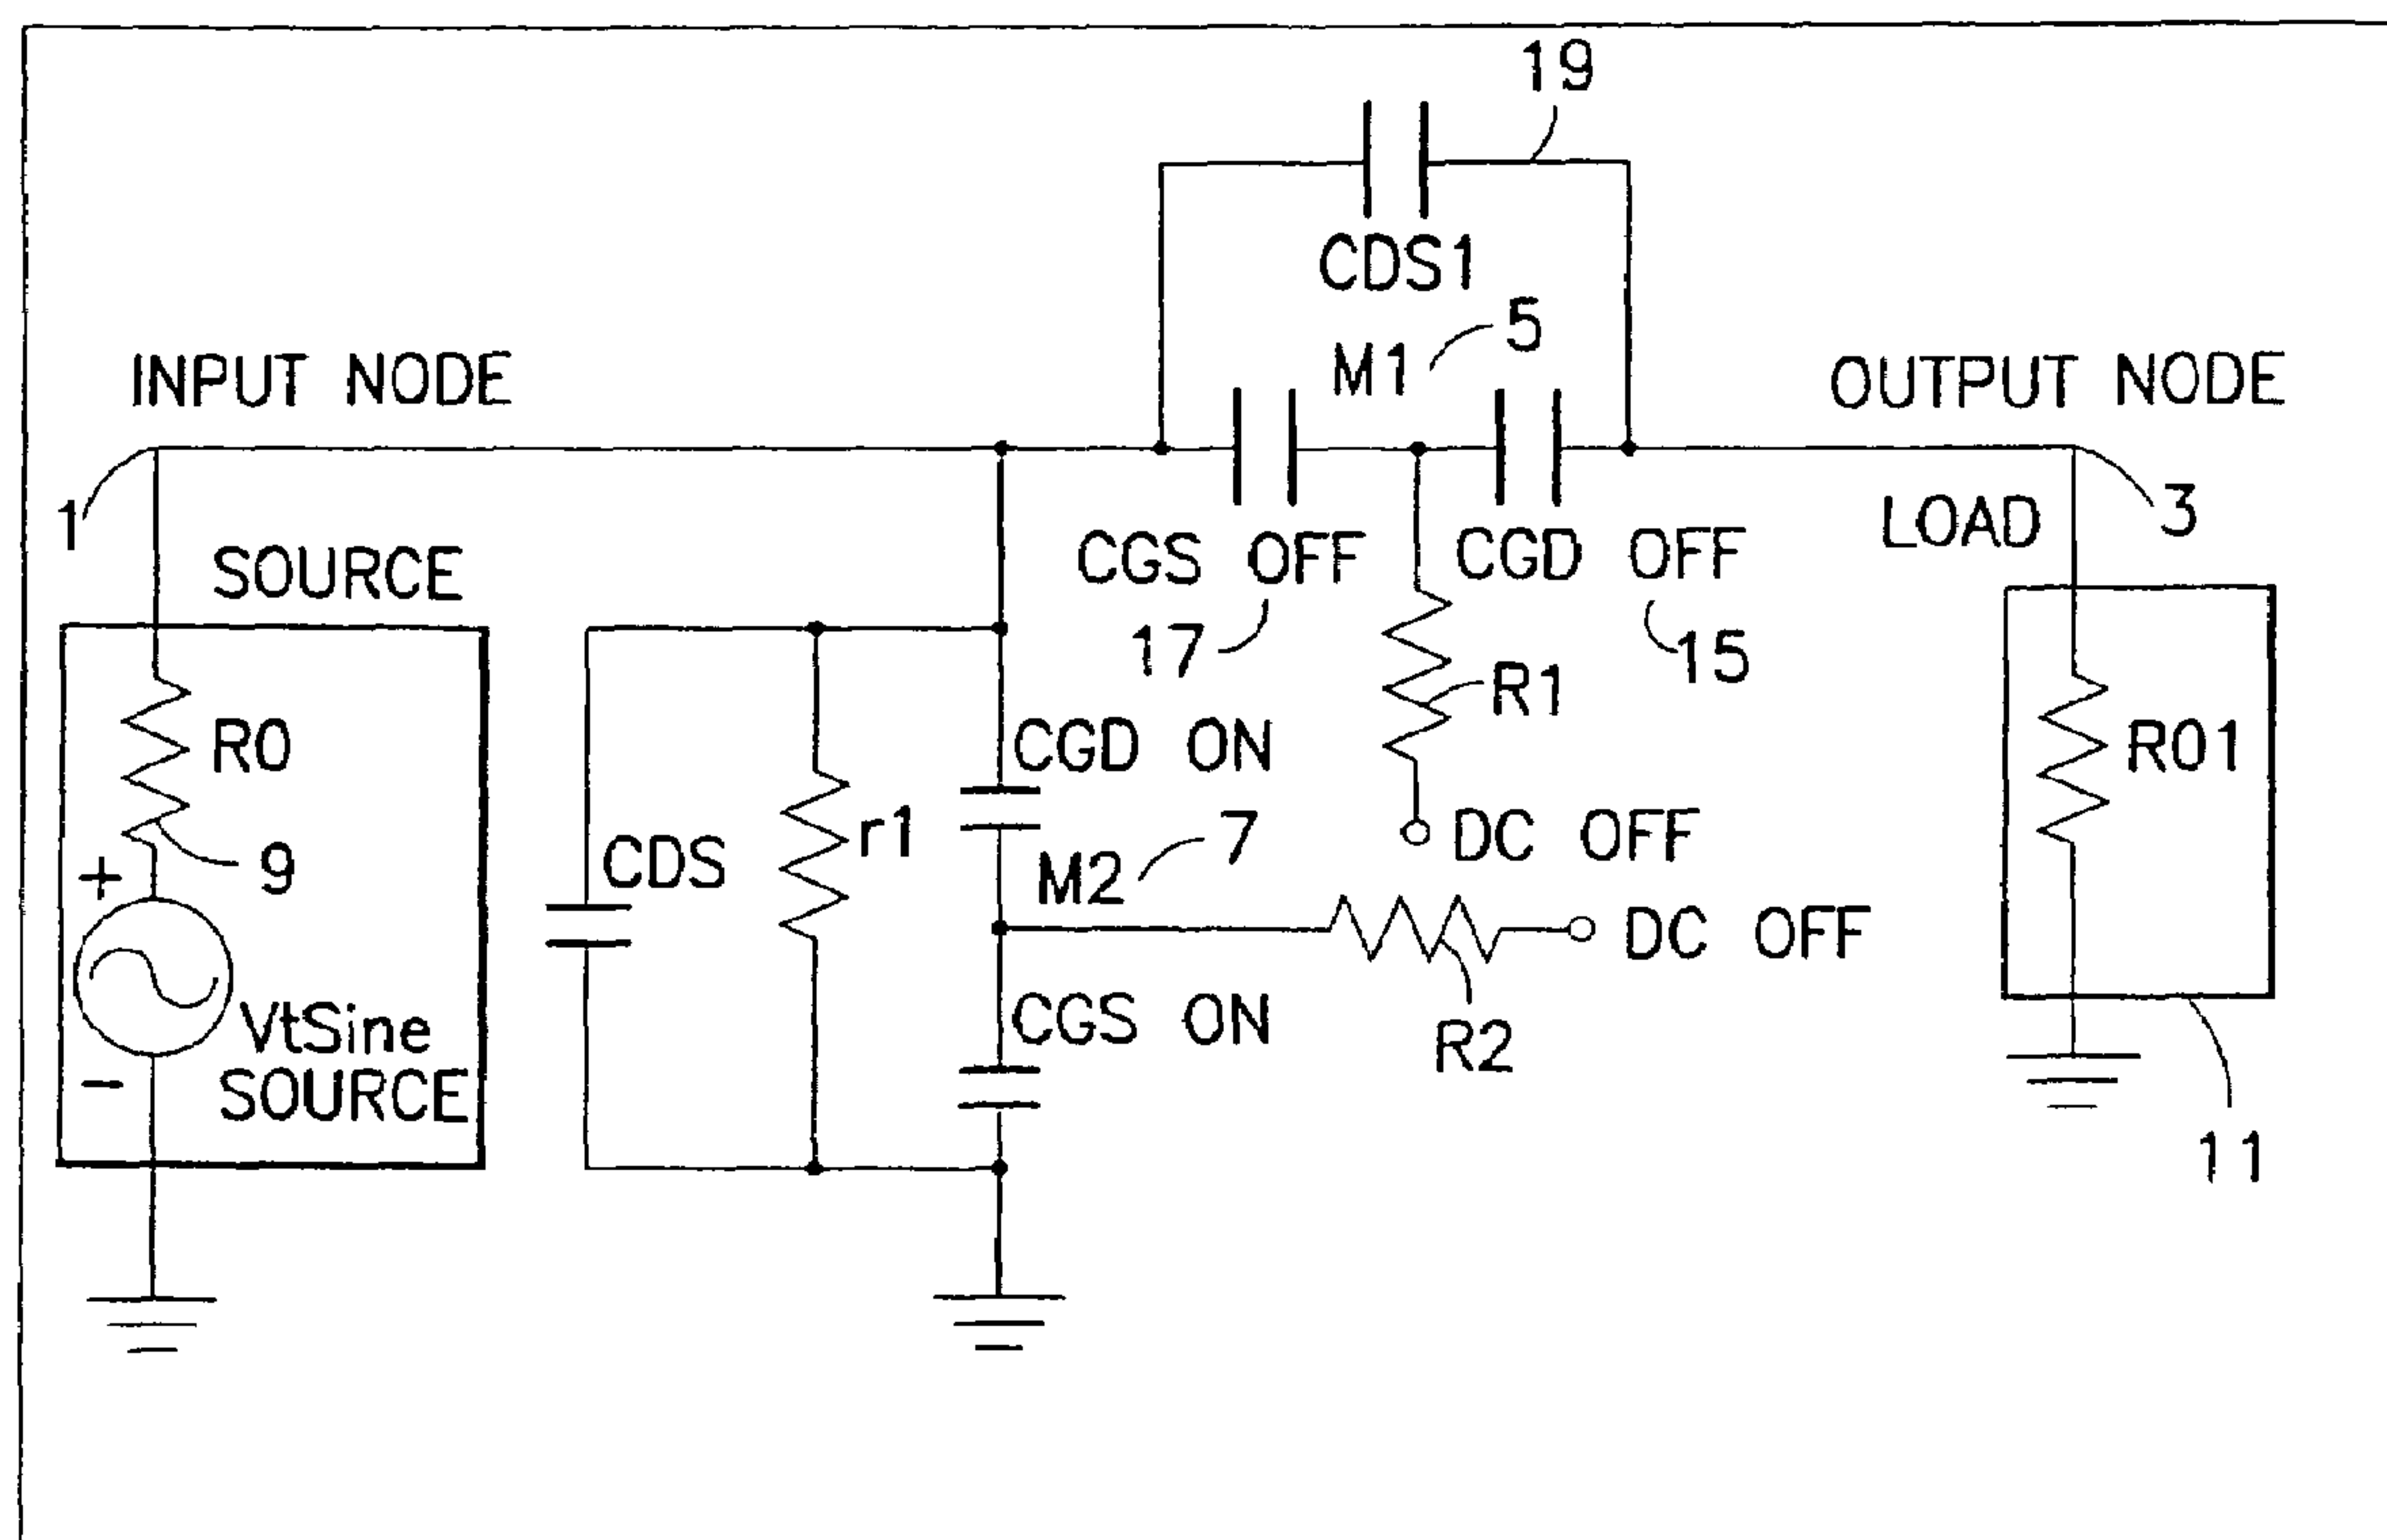 19
CDS1
M1
5
INPUT NODE
OUTPUT NODE
1
3
SOURCE
LOAD
CGS OFF
CGD OFF
17
15
R1
R0
CGD ON
R01
r1
DC OFF
CDS
9
M2
7
+
DC OFF
VtSine
SOURCE
-
CGS ON
R2
11